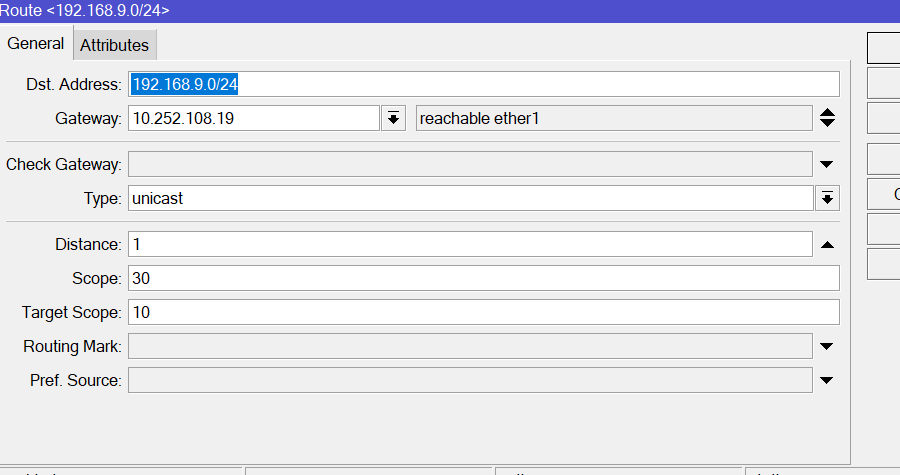 Route <192.168.9.0/24>
General Attributes
Dst. Address: 192.168.9.0/24
Gateway: 10.252.108.19 reachable ether1
Check Gateway:
Type: unicast
Distance: 1
Scope: 30
Target Scope: 10
Routing Mark:
Pref. Source: